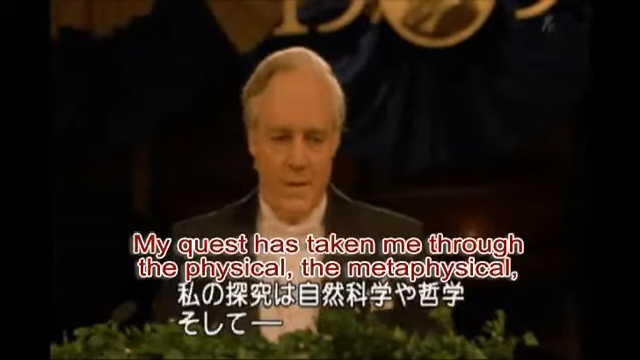 My quest has taken me through
the physical, the metaphysical,
私の探究は自然科学や哲学
そして──